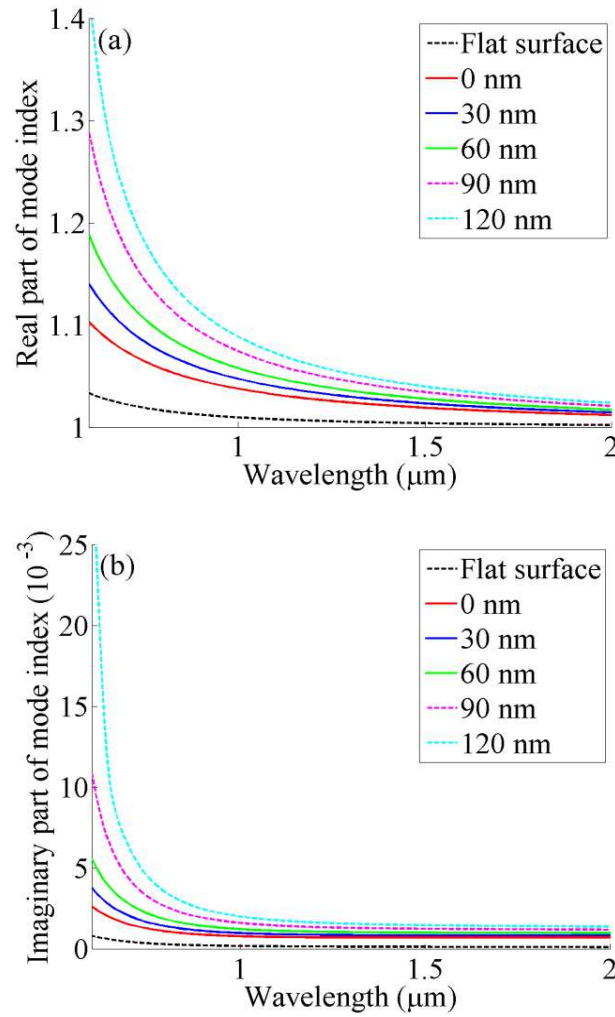 (a)
Real part of mode index
1.4
1.3
1.2
1.1
1
Flat surface
0 nm
30 nm
60 nm
90 nm
120 nm
1
1.5
2
Wavelength (μm)
(b)
Imaginary part of mode index (10⁻³)
25
20
15
10
5
0
Flat surface
0 nm
30 nm
60 nm
90 nm
120 nm
1
1.5
2
Wavelength (μm)